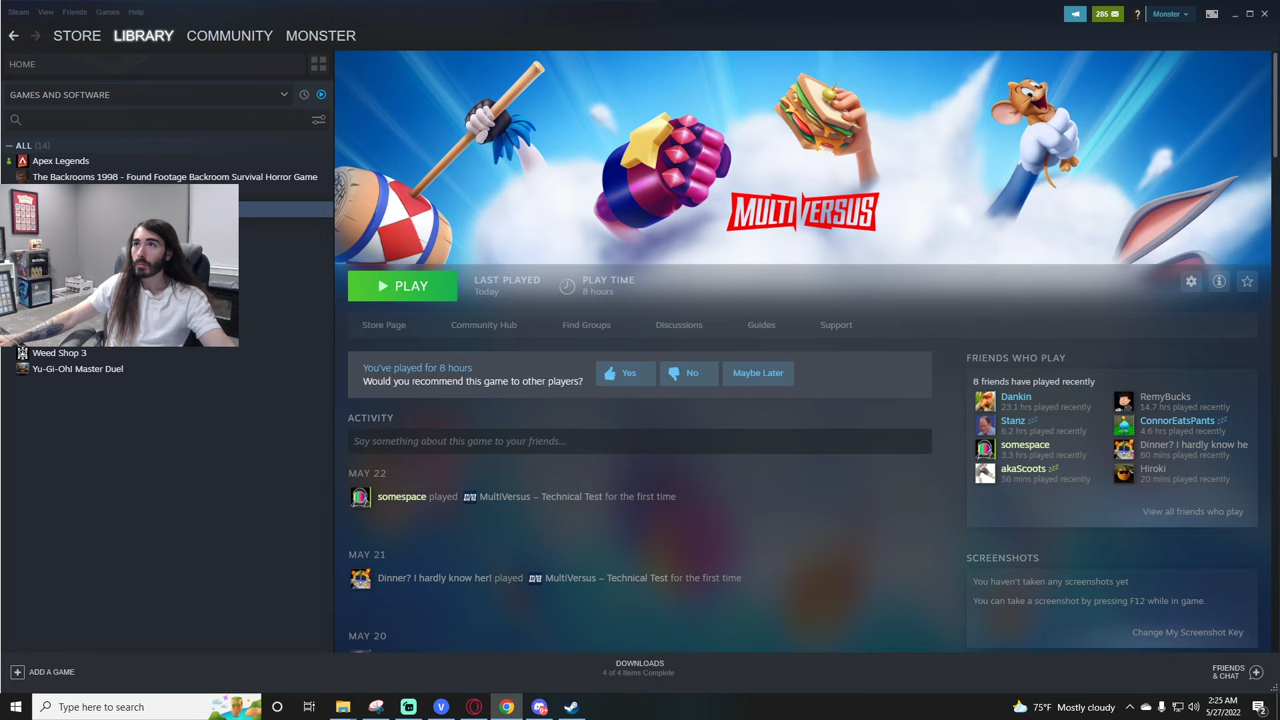 Steam View Friends Games Help
285 ? Monster
STORE LIBRARY COMMUNITY MONSTER
HOME
GAMES AND SOFTWARE
— ALL (14)
Apex Legends
The Backrooms 1998 - Found Footage Backroom Survival Horror Game
Weed Shop 3
Yu-Gi-Oh! Master Duel
MULTIVERSUS
PLAY
LAST PLAYED
Today
PLAY TIME
8 hours
Store Page Community Hub Find Groups Discussions Guides Support
You've played for 8 hours
Would you recommend this game to other players?
Yes No Maybe Later
ACTIVITY
Say something about this game to your friends...
MAY 22
somespace played MultiVersus – Technical Test for the first time
MAY 21
Dinner? I hardly know her! played MultiVersus – Technical Test for the first time
MAY 20
FRIENDS WHO PLAY
8 friends have played recently
Dankin
23.1 hrs played recently
RemyBucks
14.7 hrs played recently
Stanz zzz
6.2 hrs played recently
ConnorEatsPants zzz
4.6 hrs played recently
somespace
3.3 hrs played recently
Dinner? I hardly know he
60 mins played recently
akaScoots zzz
56 mins played recently
Hiroki
20 mins played recently
View all friends who play
SCREENSHOTS
You haven't taken any screenshots yet
You can take a screenshot by pressing F12 while in game.
Change My Screenshot Key
+ ADD A GAME
DOWNLOADS
4 of 4 Items Complete
FRIENDS
& CHAT
Type here to search
75°F Mostly cloudy
2:25 AM
5/27/2022